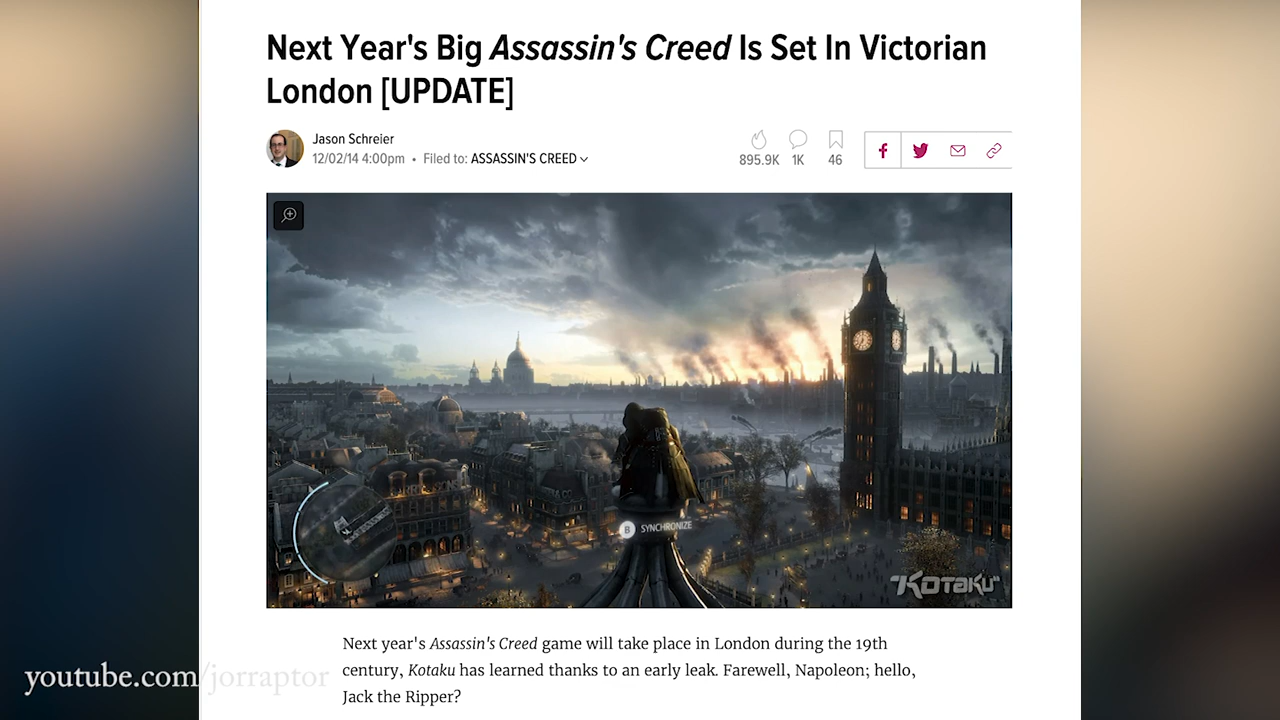 Next Year's Big Assassin's Creed Is Set In Victorian
London [UPDATE]
Jason Schreier
12/02/14 4:00pm • Filed to: ASSASSIN'S CREED
895.9K 1K 46
B SYNCHRONIZE
KOTAKU
Next year's Assassin's Creed game will take place in London during the 19th
century, Kotaku has learned thanks to an early leak. Farewell, Napoleon; hello,
Jack the Ripper?
youtube.com/jorraptor